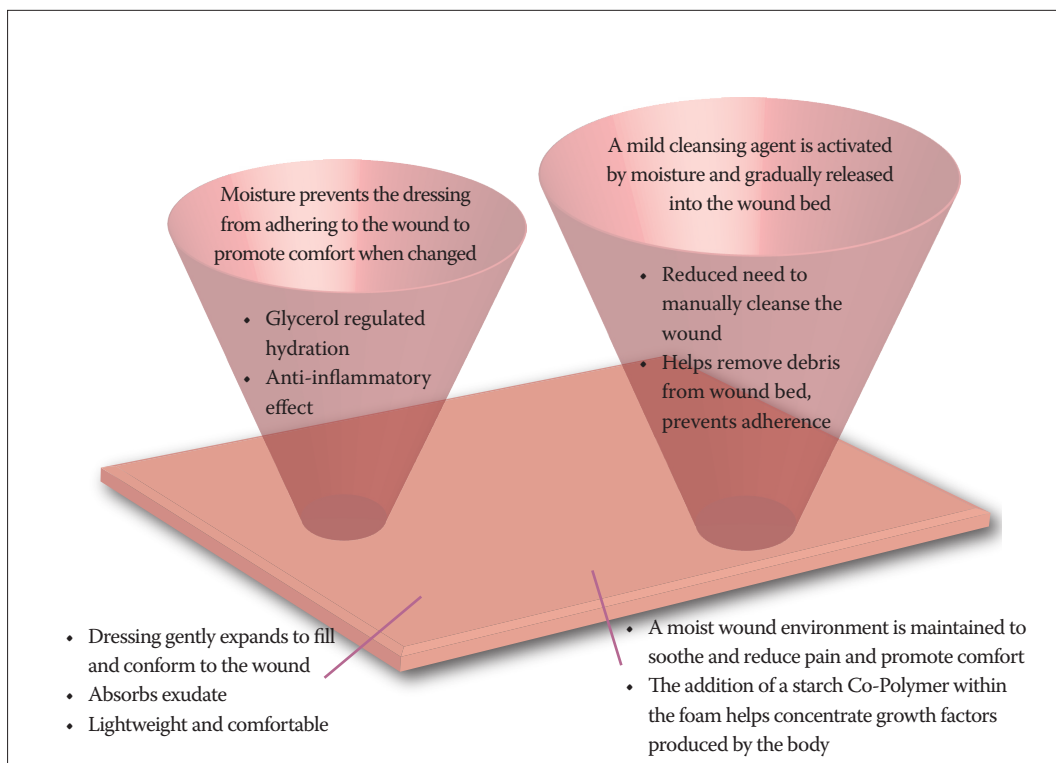 Moisture prevents the dressing
from adhering to the wound to
promote comfort when changed
• Glycerol regulated
hydration
• Anti-inflammatory
effect
A mild cleansing agent is activated
by moisture and gradually released
into the wound bed
• Reduced need to
manually cleanse the
wound
• Helps remove debris
from wound bed,
prevents adherence
• Dressing gently expands to fill
and conform to the wound
• Absorbs exudate
• Lightweight and comfortable
• A moist wound environment is maintained to
soothe and reduce pain and promote comfort
• The addition of a starch Co-Polymer within
the foam helps concentrate growth factors
produced by the body